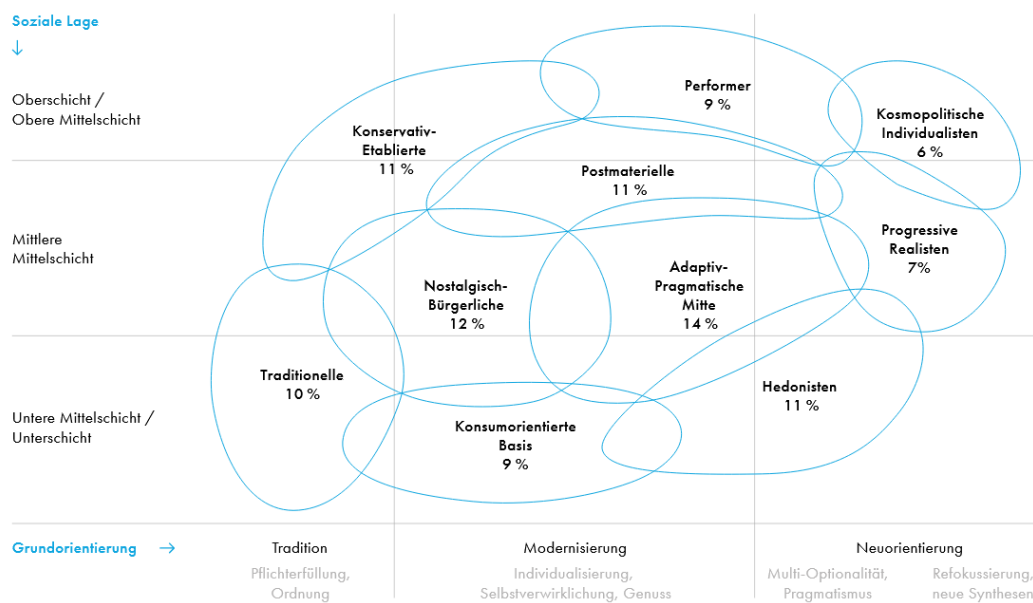 Soziale Lage
↓
Oberschicht /
Obere Mittelschicht
Mittlere
Mittelschicht
Untere Mittelschicht /
Unterschicht
Konservativ-
Etablierte
11 %
Performer
9 %
Kosmopolitische
Individualisten
6 %
Postmaterielle
11 %
Progressive
Realisten
7%
Nostalgisch-
Bürgerliche
12 %
Adaptiv-
Pragmatische
Mitte
14 %
Traditionelle
10 %
Hedonisten
11 %
Konsumorientierte
Basis
9 %
Grundorientierung →
Tradition
Pflichterfüllung,
Ordnung
Modernisierung
Individualisierung,
Selbstverwirklichung, Genuss
Neuorientierung
Multi-Optionalität,
Pragmatismus
Refokussierung,
neue Synthesen